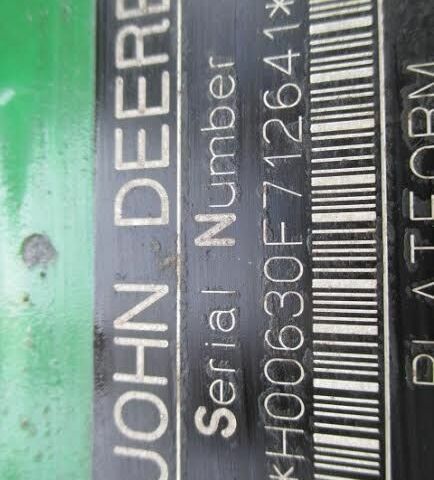 JOHN DEERE
Serial Number
*H00630F712641*
PLATFORM